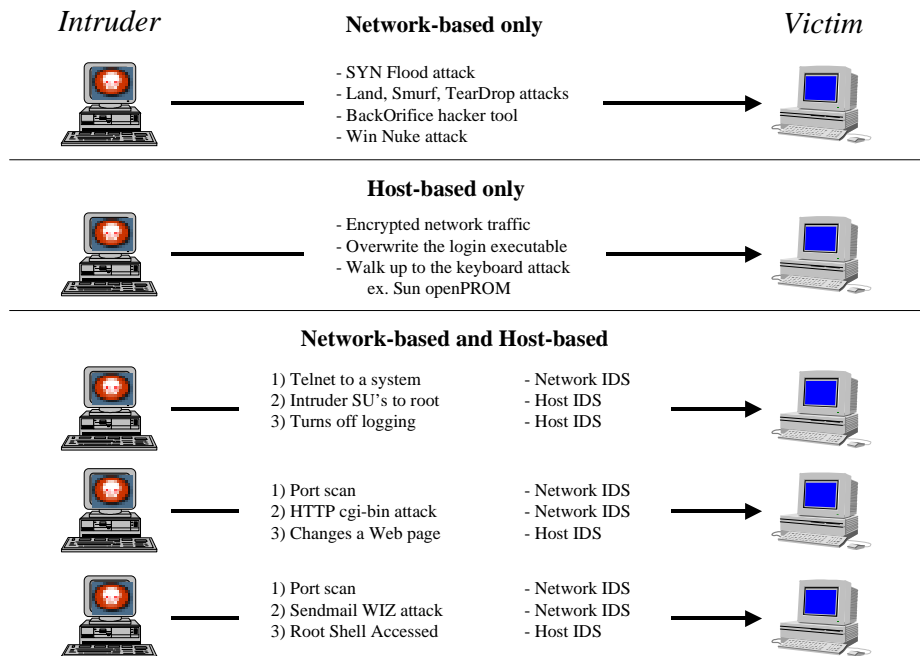 Intruder Network-based only Victim
- SYN Flood attack
- Land, Smurf, TearDrop attacks
- BackOrifice hacker tool
- Win Nuke attack
Host-based only
- Encrypted network traffic
- Overwrite the login executable
- Walk up to the keyboard attack
ex. Sun openPROM
Network-based and Host-based
1) Telnet to a system - Network IDS
2) Intruder SU's to root - Host IDS
3) Turns off logging - Host IDS
1) Port scan - Network IDS
2) HTTP cgi-bin attack - Network IDS
3) Changes a Web page - Host IDS
1) Port scan - Network IDS
2) Sendmail WIZ attack - Network IDS
3) Root Shell Accessed - Host IDS